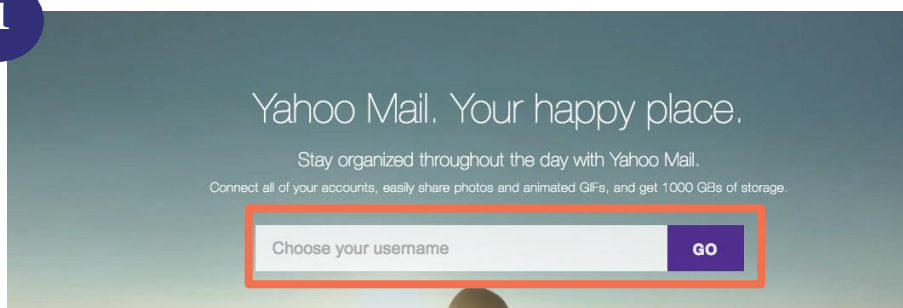 1
Yahoo Mail. Your happy place.
Stay organized throughout the day with Yahoo Mail.
Connect all of your accounts, easily share photos and animated GIFs, and get 1000 GBs of storage.
Choose your username
GO